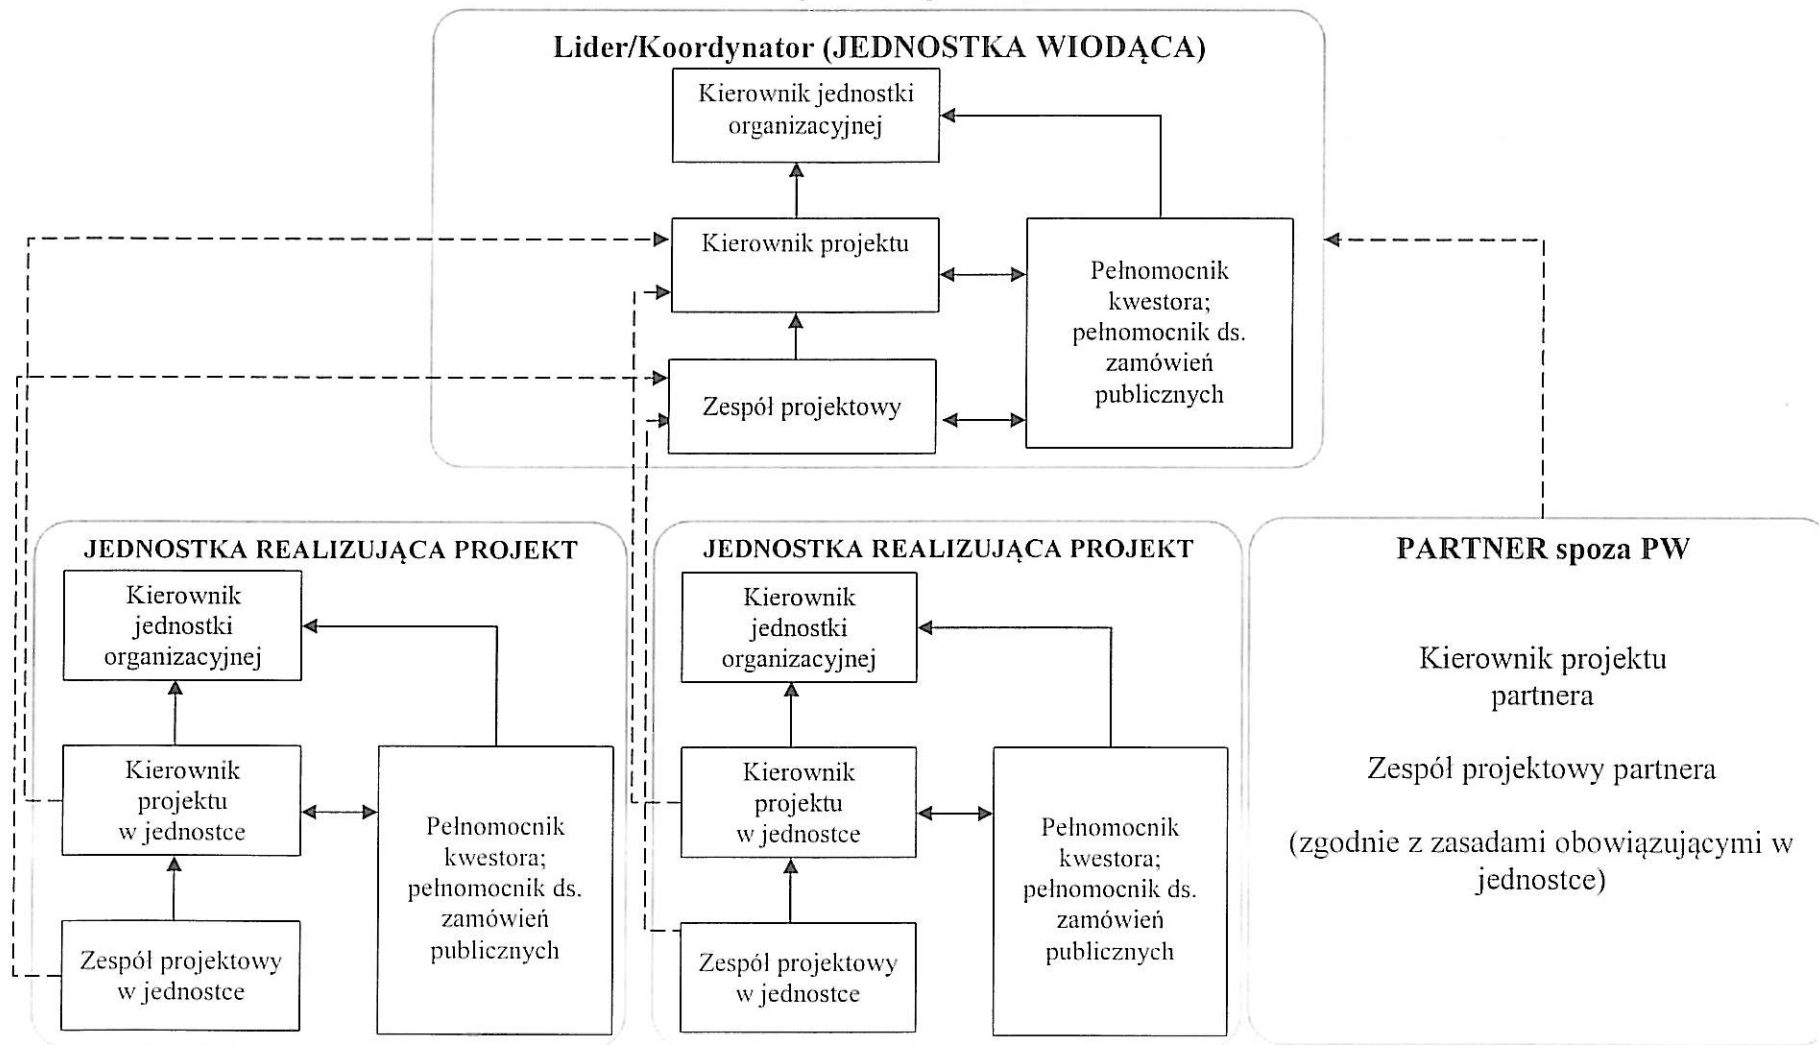 Lider/Koordynator (JEDNOSTKA WIODĄCA)
Kierownik jednostki
organizacyjnej
Kierownik projektu
Pełnomocnik
kwestora;
pełnomocnik ds.
zamówień
publicznych
Zespół projektowy
JEDNOSTKA REALIZUJĄCA PROJEKT
Kierownik
jednostki
organizacyjnej
Kierownik
projektu
w jednostce
Pełnomocnik
kwestora;
pełnomocnik ds.
zamówień
publicznych
Zespół projektowy
w jednostce
JEDNOSTKA REALIZUJĄCA PROJEKT
Kierownik
jednostki
organizacyjnej
Kierownik
projektu
w jednostce
Pełnomocnik
kwestora;
pełnomocnik ds.
zamówień
publicznych
Zespół projektowy
w jednostce
PARTNER spoza PW
Kierownik projektu
partnera
Zespół projektowy partnera
(zgodnie z zasadami obowiązującymi w
jednostce)